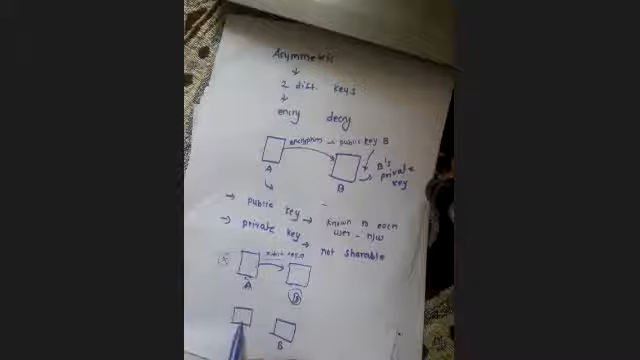 Asymmetric
2 dist. keys
encry decry
encryption → public key B
A
B
B's
private
key
→ public key → known to each
user - n/w
→ private key
→ not sharable
A
B
B